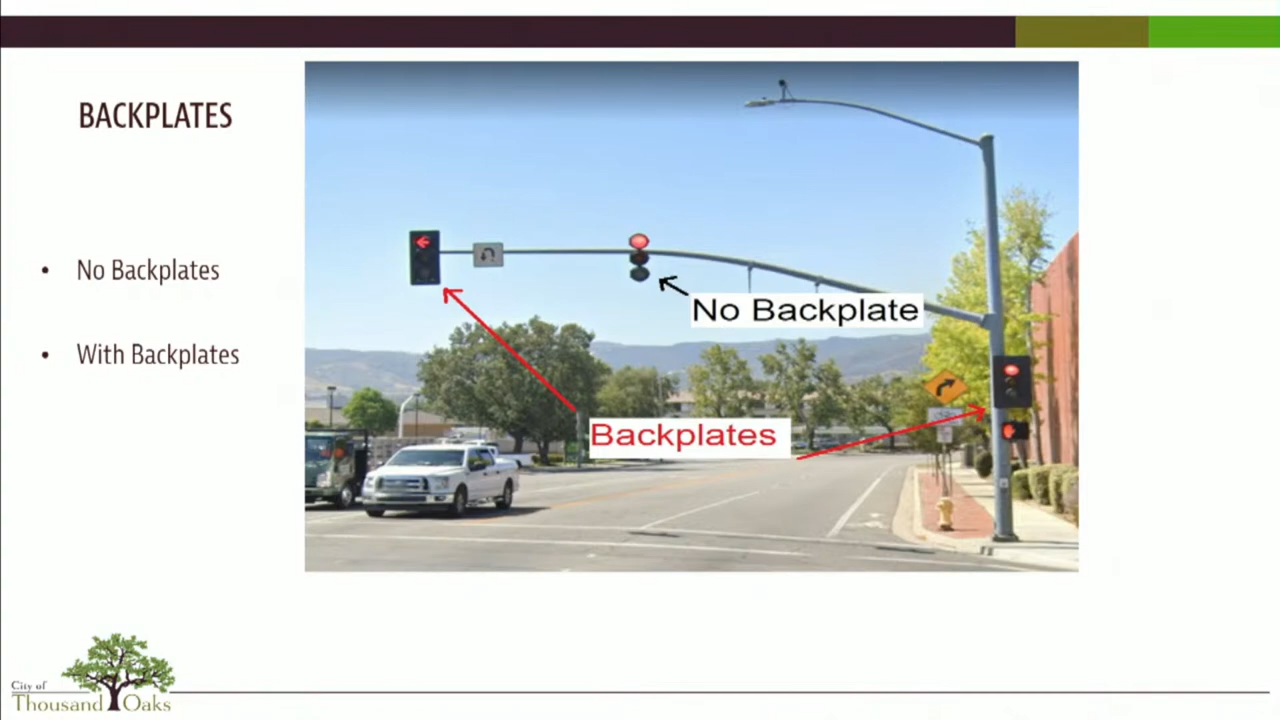 BACKPLATES
• No Backplates
• With Backplates
No Backplate
Backplates
City of
Thousand Oaks